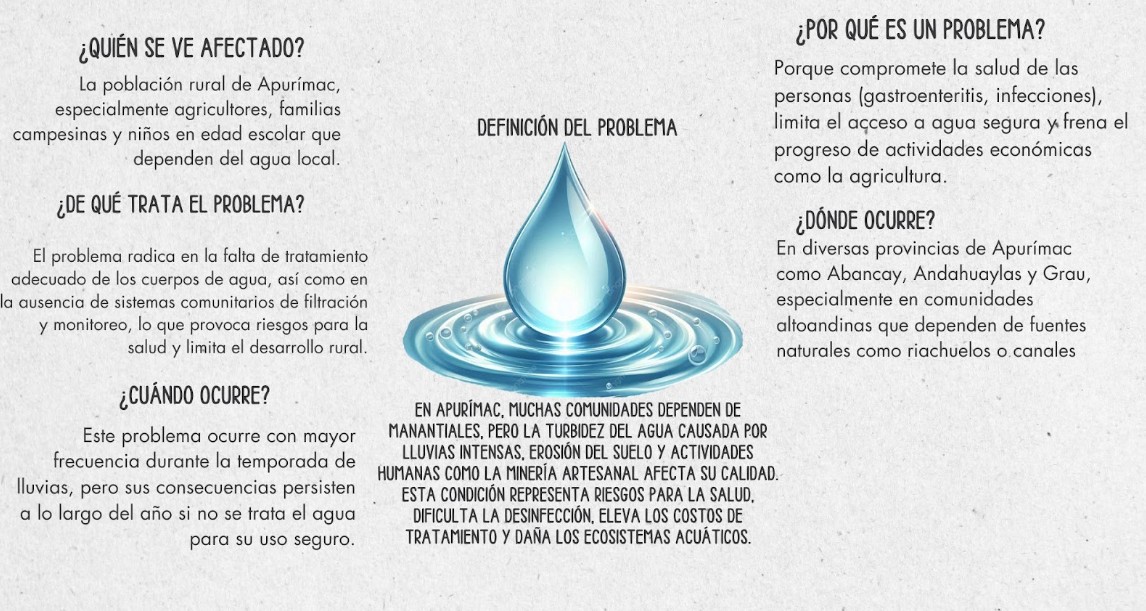 ¿QUIÉN SE VE AFECTADO?
La población rural de Apurímac,
especialmente agricultores, familias
campesinas y niños en edad escolar que
dependen del agua local.
¿DE QUÉ TRATA EL PROBLEMA?
El problema radica en la falta de tratamiento
adecuado de los cuerpos de agua, así como en
la ausencia de sistemas comunitarios de filtración
y monitoreo, lo que provoca riesgos para la
salud y limita el desarrollo rural.
¿CUÁNDO OCURRE?
Este problema ocurre con mayor
frecuencia durante la temporada de
lluvias, pero sus consecuencias persisten
a lo largo del año si no se trata el agua
para su uso seguro.
DEFINICIÓN DEL PROBLEMA
EN APURÍMAC, MUCHAS COMUNIDADES DEPENDEN DE
MANANTIALES, PERO LA TURBIDEZ DEL AGUA CAUSADA POR
LLUVIAS INTENSAS, EROSIÓN DEL SUELO Y ACTIVIDADES
HUMANAS COMO LA MINERÍA ARTESANAL AFECTA SU CALIDAD.
ESTA CONDICIÓN REPRESENTA RIESGOS PARA LA SALUD,
DIFICULTA LA DESINFECCIÓN, ELEVA LOS COSTOS DE
TRATAMIENTO Y DAÑA LOS ECOSISTEMAS ACUÁTICOS.
¿POR QUÉ ES UN PROBLEMA?
Porque compromete la salud de las
personas (gastroenteritis, infecciones),
limita el acceso a agua segura y frena el
progreso de actividades económicas
como la agricultura.
¿DÓNDE OCURRE?
En diversas provincias de Apurímac
como Abancay, Andahuaylas y Grau,
especialmente en comunidades
altoandinas que dependen de fuentes
naturales como riachuelos o canales